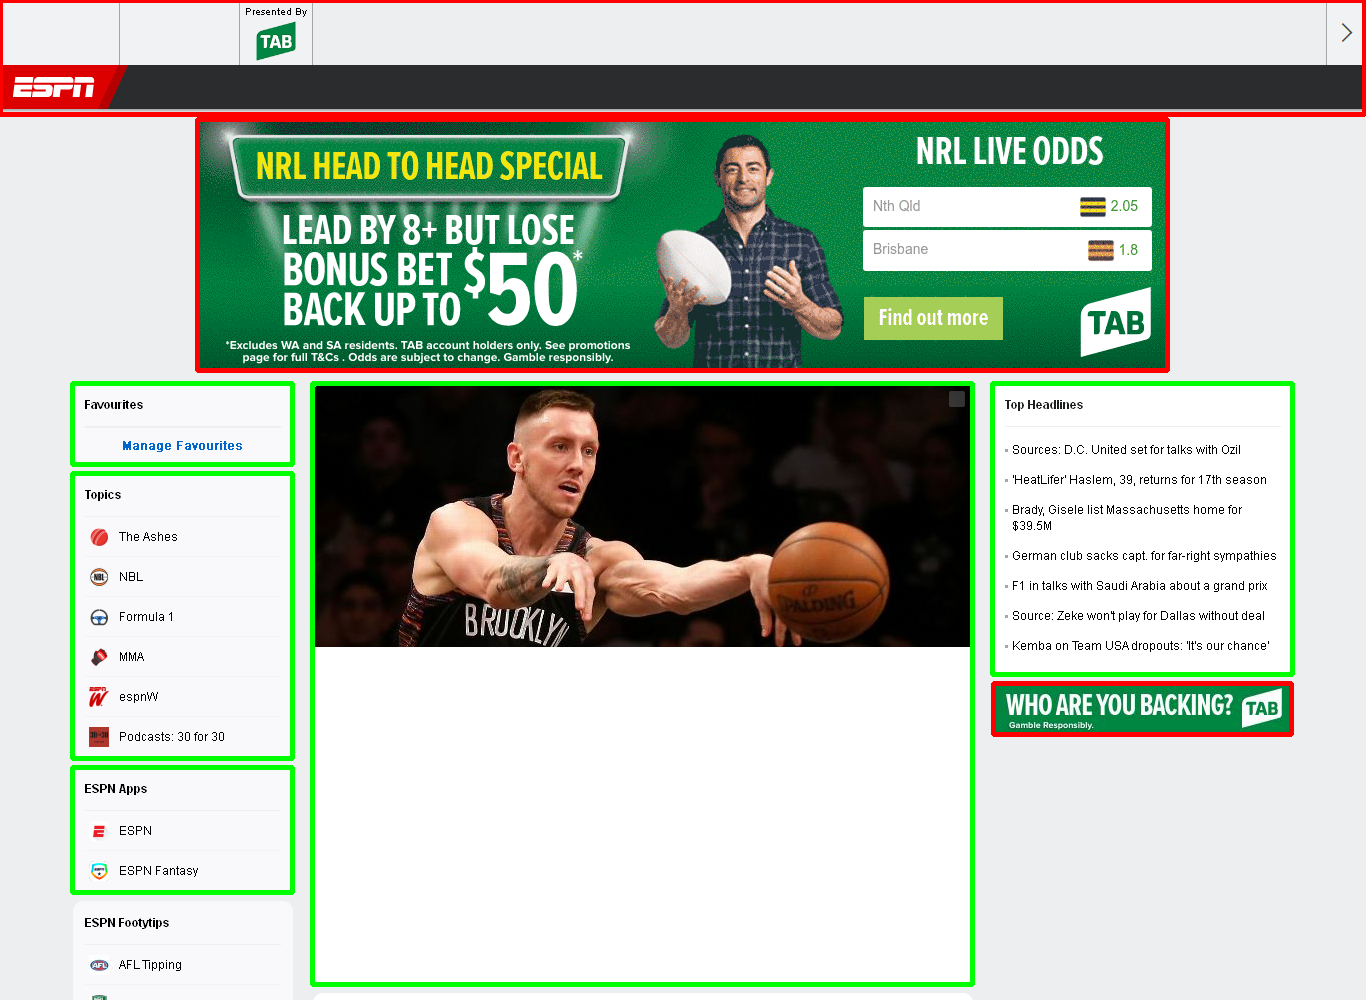 Presented By
TAB
ESPN
NRL HEAD TO HEAD SPECIAL
LEAD BY 8+ BUT LOSE
BONUS BET $50*
BACK UP TO
*Excludes WA and SA residents. TAB account holders only. See promotions
page for full T&Cs . Odds are subject to change. Gamble responsibly.
NRL LIVE ODDS
Nth Qld 2.05
Brisbane 1.8
Find out more
TAB
Favourites
Manage Favourites
Topics
The Ashes
NBL NBL
Formula 1
MMA
espnW
Podcasts: 30 for 30
ESPN Apps
ESPN
ESPN Fantasy
ESPN Footytips
AFL AFL Tipping
BROOKLYN
SPALDING
Top Headlines
Sources: D.C. United set for talks with Ozil
'HeatLifer' Haslem, 39, returns for 17th season
Brady, Gisele list Massachusetts home for
$39.5M
German club sacks capt. for far-right sympathies
F1 in talks with Saudi Arabia about a grand prix
Source: Zeke won't play for Dallas without deal
Kemba on Team USA dropouts: 'It's our chance'
WHO ARE YOU BACKING?
Gamble Responsibly.
TAB